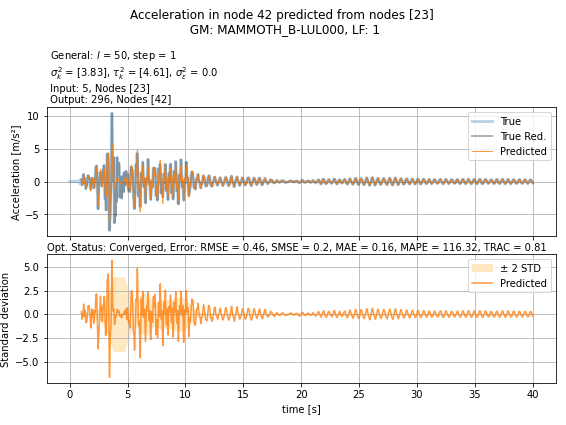 Acceleration in node 42 predicted from nodes [23]
GM: MAMMOTH_B-LUL000, LF: 1
General: l = 50, step = 1
σ²ₖ = [3.83], τ²ₖ = [4.61], σ²ε = 0.0
Input: 5, Nodes [23]
Output: 296, Nodes [42]
Acceleration [m/s²]
10
5
0
−5
True
True Red.
Predicted
Opt. Status: Converged, Error: RMSE = 0.46, SMSE = 0.2, MAE = 0.16, MAPE = 116.32, TRAC = 0.81
Standard deviation
5.0
2.5
0.0
−2.5
−5.0
± 2 STD
Predicted
0 5 10 15 20 25 30 35 40
time [s]